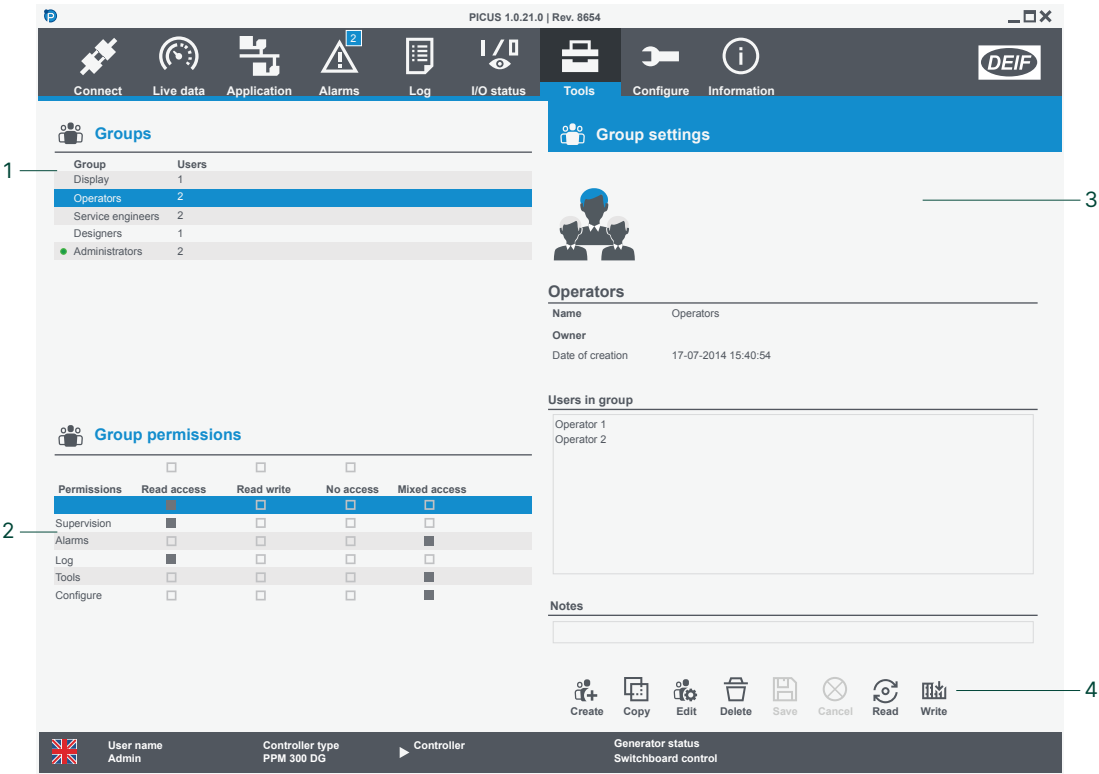 PICUS 1.0.21.0 | Rev. 8654
2
Connect Live data Application Alarms Log I/O status Tools Configure Information
DEIF
Groups
Group settings
1
Group Users
Display 1
Operators 2
Service engineers 2
Designers 1
Administrators 2
3
Operators
Name Operators
Owner
Date of creation 17-07-2014 15:40:54
Users in group
Operator 1
Operator 2
Group permissions
Permissions Read access Read write No access Mixed access
2
Supervision
Alarms
Log
Tools
Configure
Notes
4
Create Copy Edit Delete Save Cancel Read Write
User name Controller type Controller Generator status
Admin PPM 300 DG Switchboard control